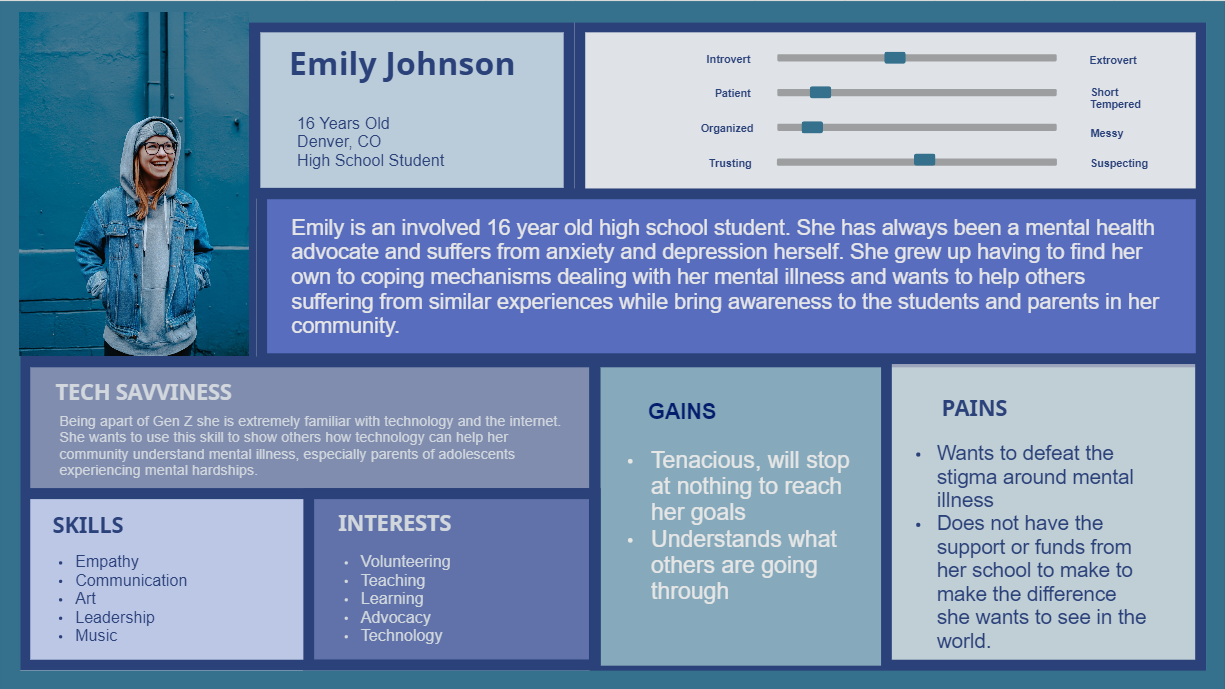 Emily Johnson
16 Years Old
Denver, CO
High School Student
Introvert
Extrovert
Patient
Short
Tempered
Organized
Messy
Trusting
Suspecting
Emily is an involved 16 year old high school student. She has always been a mental health
advocate and suffers from anxiety and depression herself. She grew up having to find her
own to coping mechanisms dealing with her mental illness and wants to help others
suffering from similar experiences while bring awareness to the students and parents in her
community.
TECH SAVVINESS
Being apart of Gen Z she is extremely familiar with technology and the internet.
She wants to use this skill to show others how technology can help her
community understand mental illness, especially parents of adolescents
experiencing mental hardships.
SKILLS
• Empathy
• Communication
• Art
• Leadership
• Music
INTERESTS
• Volunteering
• Teaching
• Learning
• Advocacy
• Technology
GAINS
• Tenacious, will stop
at nothing to reach
her goals
• Understands what
others are going
through
PAINS
• Wants to defeat the
stigma around mental
illness
• Does not have the
support or funds from
her school to make to
make the difference
she wants to see in the
world.